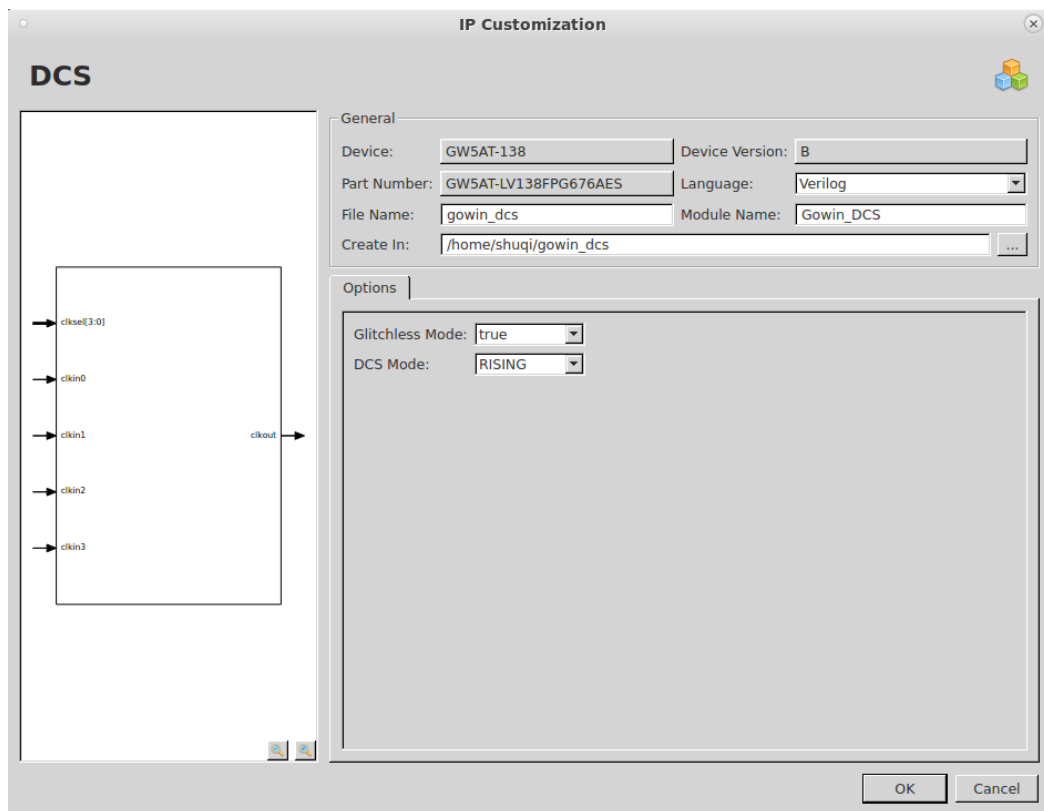 IP Customization
DCS
General
Device: GW5AT-138 Device Version: B
Part Number: GW5AT-LV138FPG676AES Language: Verilog
File Name: gowin_dcs Module Name: Gowin_DCS
Create In: /home/shuqi/gowin_dcs ...
Options
Glitchless Mode: true
DCS Mode: RISING
clksel[3:0]
clkin0
clkin1 clkout
clkin2
clkin3
OK Cancel